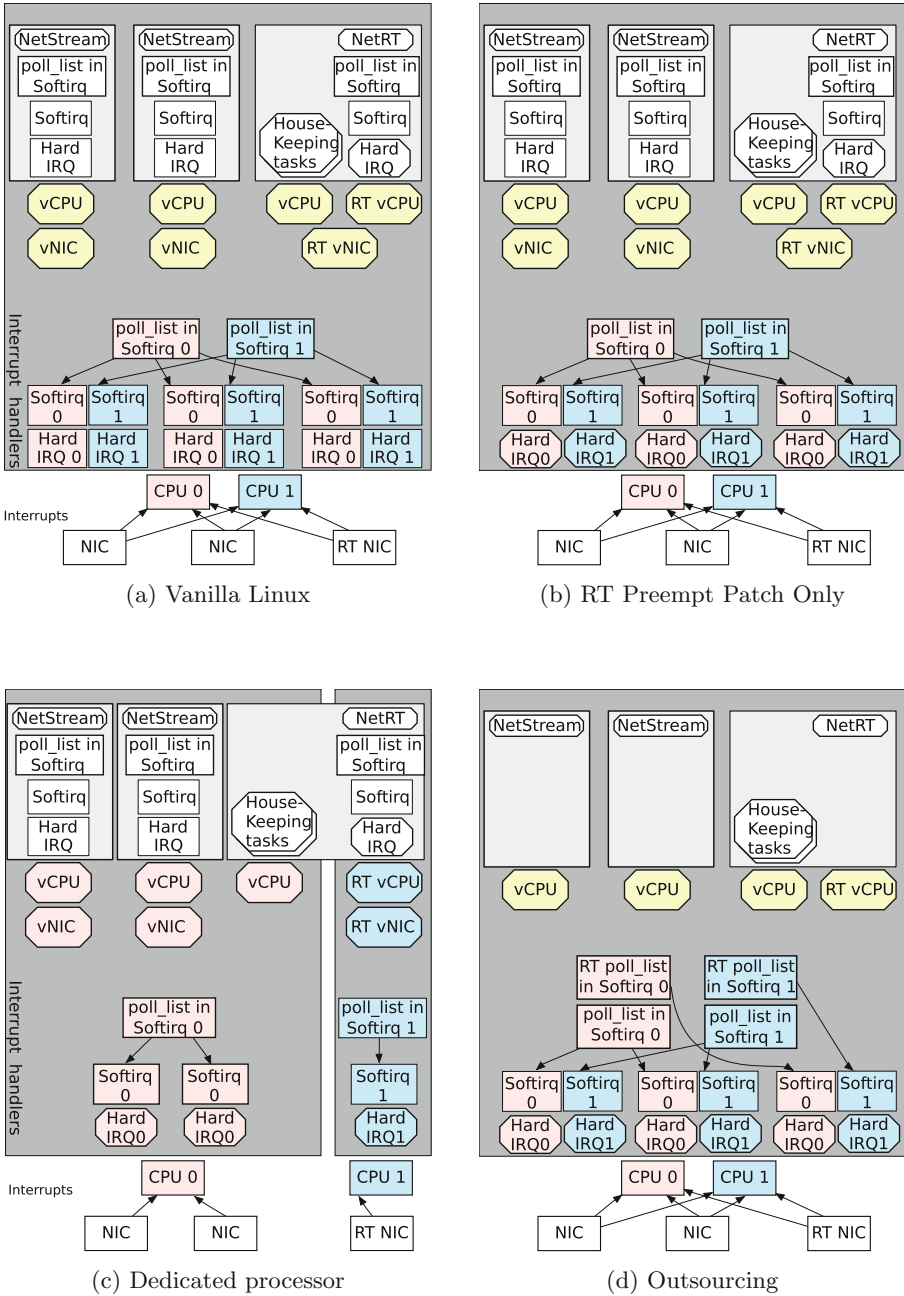 NetStream
NetStream
NetRT
poll_list in
Softirq
poll_list in
Softirq
poll_list in
Softirq
Softirq
Softirq
Softirq
House-
Keeping
tasks
Hard
IRQ
Hard
IRQ
Hard
IRQ
vCPU
vCPU
vCPU
RT vCPU
vNIC
vNIC
RT vNIC
Interrupt handlers
poll_list in
Softirq 0
poll_list in
Softirq 1
Softirq
0
Softirq
1
Softirq
0
Softirq
1
Softirq
0
Softirq
1
Hard
IRQ 0
Hard
IRQ 1
Hard
IRQ 0
Hard
IRQ 1
Hard
IRQ 0
Hard
IRQ 1
CPU 0
CPU 1
Interrupts
NIC
NIC
RT NIC
(a) Vanilla Linux
NetStream
NetStream
NetRT
poll_list in
Softirq
poll_list in
Softirq
poll_list in
Softirq
Softirq
Softirq
Softirq
House-
Keeping
tasks
Hard
IRQ
Hard
IRQ
Hard
IRQ
vCPU
vCPU
vCPU
RT vCPU
vNIC
vNIC
RT vNIC
poll_list in
Softirq 0
poll_list in
Softirq 1
Softirq
0
Softirq
1
Softirq
0
Softirq
1
Softirq
0
Softirq
1
Hard
IRQ0
Hard
IRQ1
Hard
IRQ0
Hard
IRQ1
Hard
IRQ0
Hard
IRQ1
CPU 0
CPU 1
NIC
NIC
RT NIC
(b) RT Preempt Patch Only
NetStream
NetStream
NetRT
poll_list in
Softirq
poll_list in
Softirq
poll_list in
Softirq
Softirq
Softirq
Softirq
House-
Keeping
tasks
Hard
IRQ
Hard
IRQ
Hard
IRQ
vCPU
vCPU
vCPU
RT vCPU
vNIC
vNIC
RT vNIC
Interrupt handlers
poll_list in
Softirq 0
poll_list in
Softirq 1
Softirq
0
Softirq
0
Softirq
1
Hard
IRQ0
Hard
IRQ0
Hard
IRQ1
CPU 0
CPU 1
Interrupts
NIC
NIC
RT NIC
(c) Dedicated processor
NetStream
NetStream
NetRT
House-
Keeping
tasks
vCPU
vCPU
vCPU
RT vCPU
RT poll_list
in Softirq 0
RT poll_list
in Softirq 1
poll_list in
Softirq 0
poll_list in
Softirq 1
Softirq
0
Softirq
1
Softirq
0
Softirq
1
Softirq
0
Softirq
1
Hard
IRQ0
Hard
IRQ1
Hard
IRQ0
Hard
IRQ1
Hard
IRQ0
Hard
IRQ1
CPU 0
CPU 1
NIC
NIC
RT NIC
(d) Outsourcing